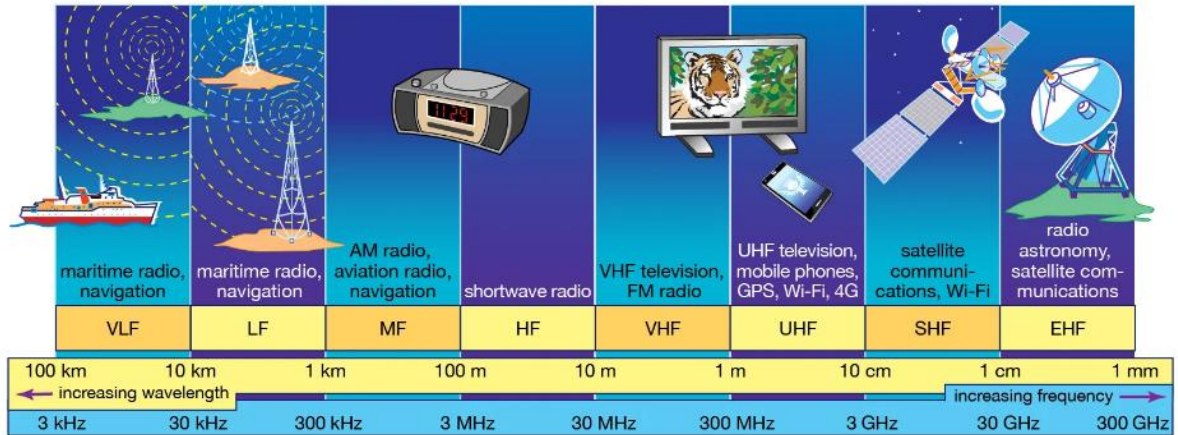 11:29
maritime radio,
navigation
maritime radio,
navigation
AM radio,
aviation radio,
navigation
shortwave radio
VHF television,
FM radio
UHF television,
mobile phones,
GPS, Wi-Fi, 4G
satellite
communi-
cations, Wi-Fi
radio
astronomy,
satellite com-
munications
VLF LF MF HF VHF UHF SHF EHF
100 km 10 km 1 km 100 m 10 m 1 m 10 cm 1 cm 1 mm
increasing wavelength increasing frequency
3 kHz 30 kHz 300 kHz 3 MHz 30 MHz 300 MHz 3 GHz 30 GHz 300 GHz